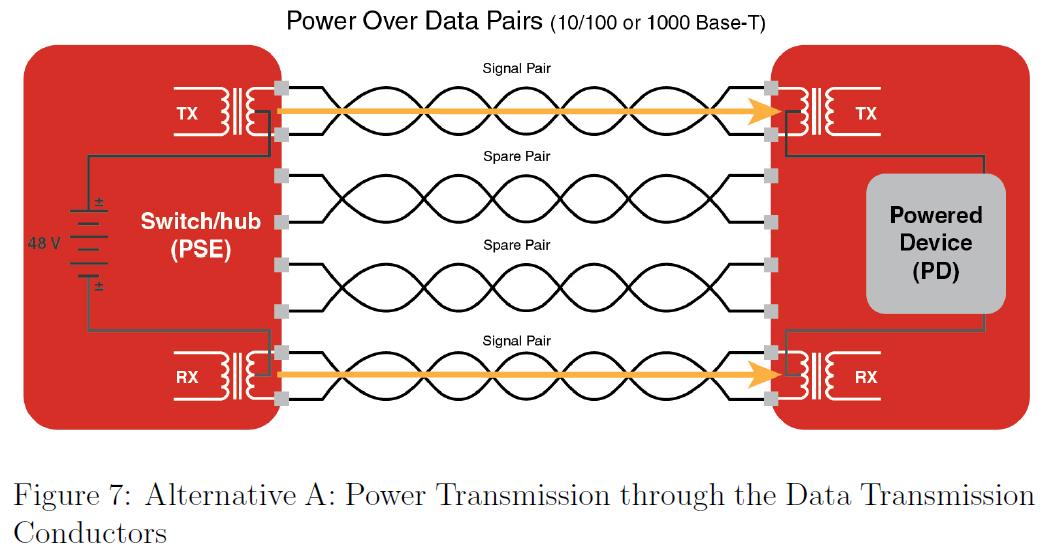 Power Over Data Pairs (10/100 or 1000 Base-T)
Signal Pair
TX
TX
Spare Pair
±
Switch/hub
(PSE)
48 V
Powered
Device
(PD)
Spare Pair
±
Signal Pair
RX
RX
Figure 7: Alternative A: Power Transmission through the Data Transmission
Conductors